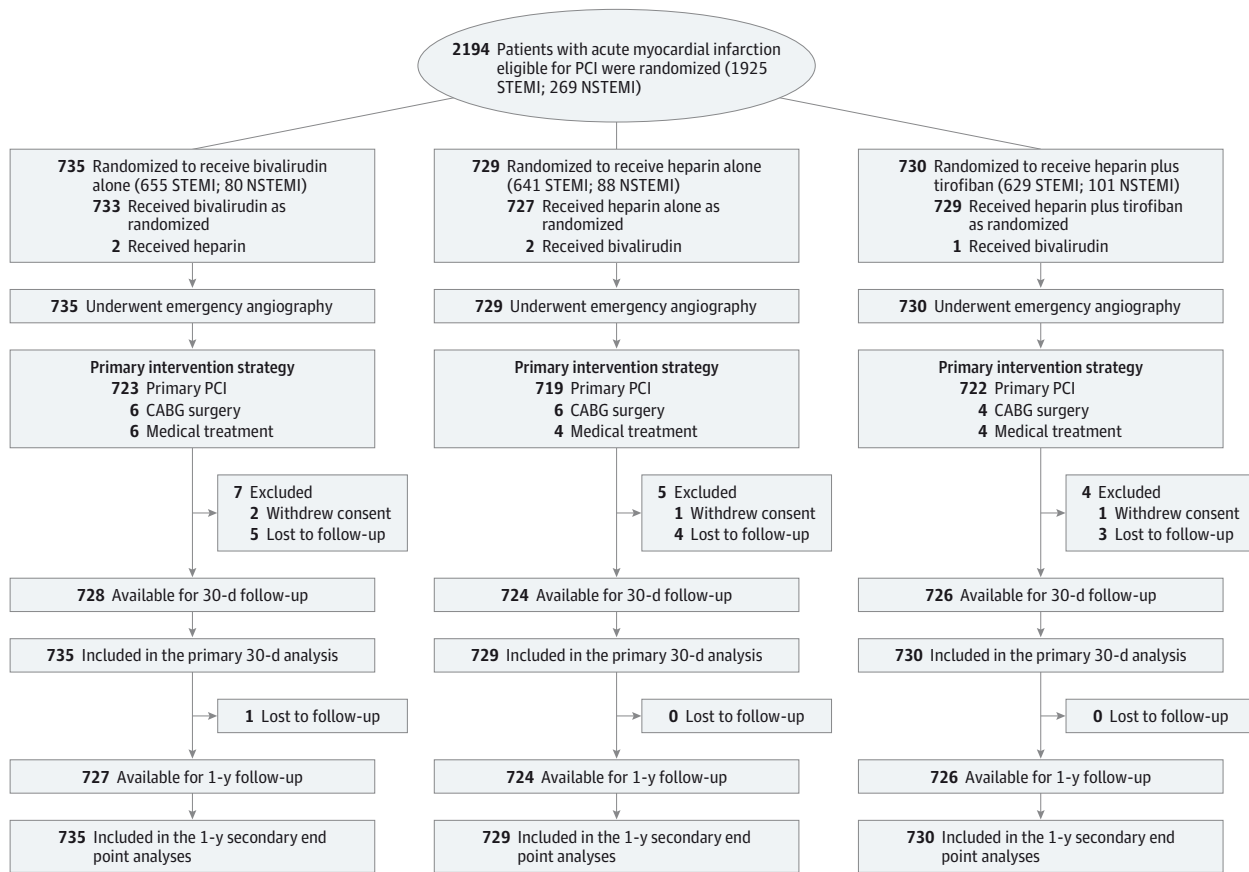 2194 Patients with acute myocardial infarction
eligible for PCI were randomized (1925
STEMI; 269 NSTEMI)
735 Randomized to receive bivalirudin
alone (655 STEMI; 80 NSTEMI)
733 Received bivalirudin as
randomized
2 Received heparin
729 Randomized to receive heparin alone
(641 STEMI; 88 NSTEMI)
727 Received heparin alone as
randomized
2 Received bivalirudin
730 Randomized to receive heparin plus
tirofiban (629 STEMI; 101 NSTEMI)
729 Received heparin plus tirofiban
as randomized
1 Received bivalirudin
735 Underwent emergency angiography
729 Underwent emergency angiography
730 Underwent emergency angiography
Primary intervention strategy
723 Primary PCI
6 CABG surgery
6 Medical treatment
Primary intervention strategy
719 Primary PCI
6 CABG surgery
4 Medical treatment
Primary intervention strategy
722 Primary PCI
4 CABG surgery
4 Medical treatment
7 Excluded
2 Withdrew consent
5 Lost to follow-up
5 Excluded
1 Withdrew consent
4 Lost to follow-up
4 Excluded
1 Withdrew consent
3 Lost to follow-up
728 Available for 30-d follow-up
724 Available for 30-d follow-up
726 Available for 30-d follow-up
735 Included in the primary 30-d analysis
729 Included in the primary 30-d analysis
730 Included in the primary 30-d analysis
1 Lost to follow-up
0 Lost to follow-up
0 Lost to follow-up
727 Available for 1-y follow-up
724 Available for 1-y follow-up
726 Available for 1-y follow-up
735 Included in the 1-y secondary end
point analyses
729 Included in the 1-y secondary end
point analyses
730 Included in the 1-y secondary end
point analyses